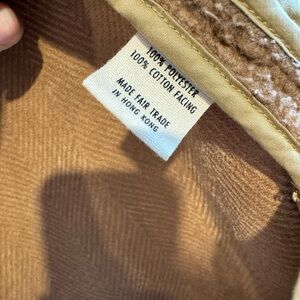 100% POLYESTER
100% COTTON FACING
MADE FAIR TRADE
IN HONG KONG